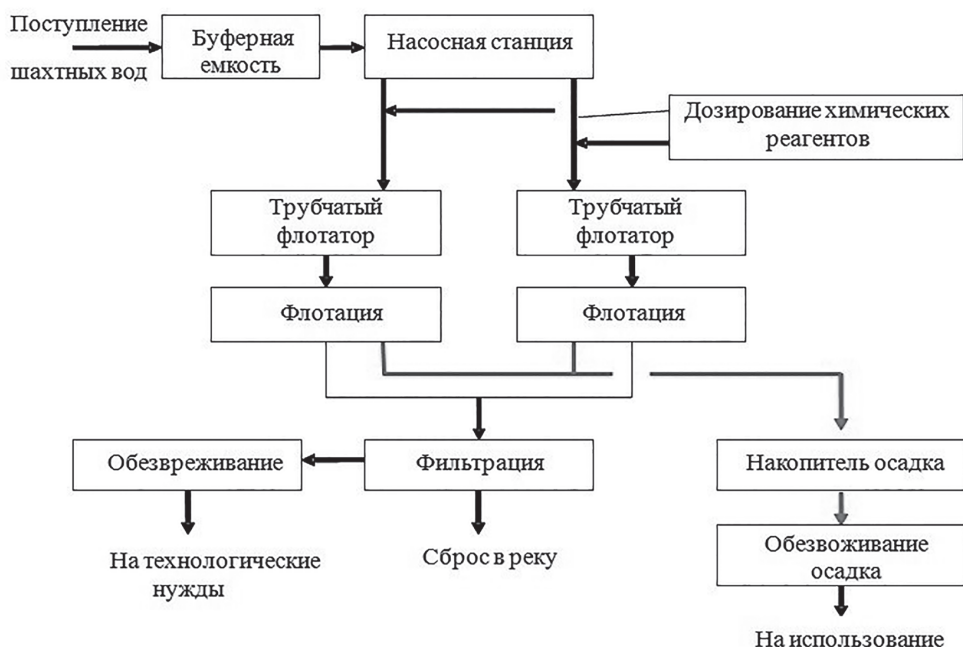 Поступление
шахтных вод
Буферная
емкость
Насосная станция
Дозирование химических
реагентов
Трубчатый
флотатор
Трубчатый
флотатор
Флотация
Флотация
Обезвреживание
Фильтрация
Накопитель осадка
На технологические
нужды
Сброс в реку
Обезвоживание
осадка
На использование